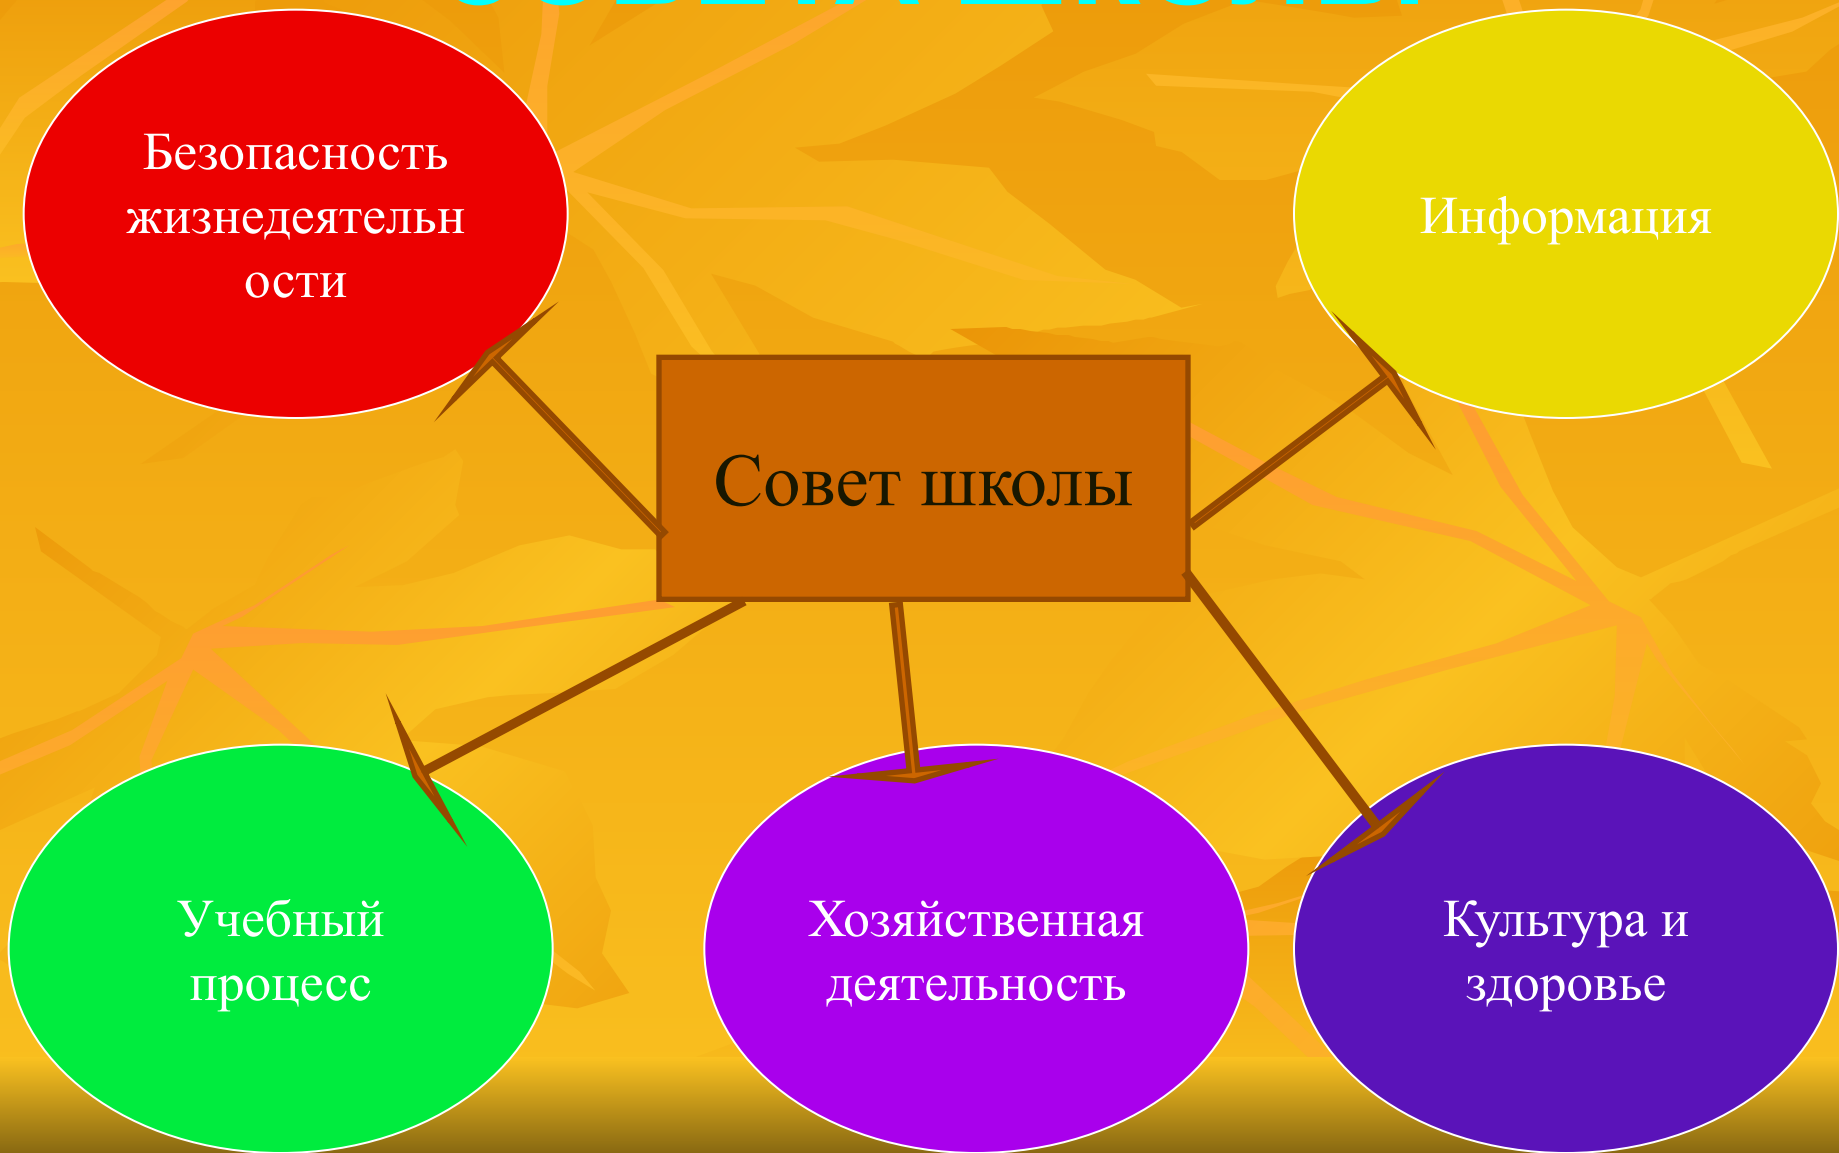 Безопасность
жизнедеятельн
ости
Информация
Совет школы
Учебный
процесс
Хозяйственная
деятельность
Культура и
здоровье